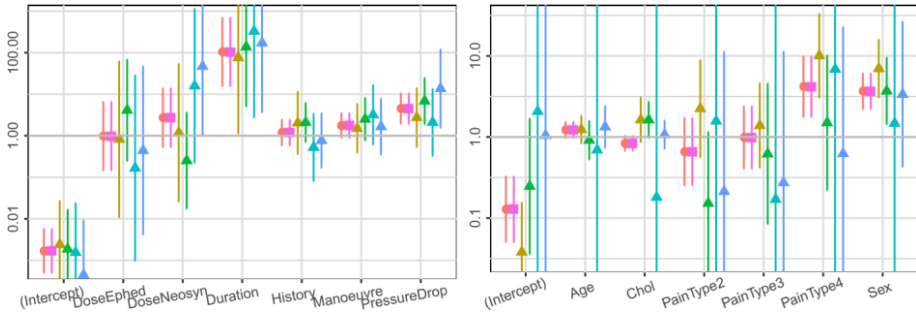 100.00
1.00
0.01
(Intercept)
DoseEphed
DoseNeosyn
Duration
History
Manoeuvre
PressureDrop
10.0
1.0
0.1
(Intercept)
Age
Chol
PainType2
PainType3
PainType4
Sex